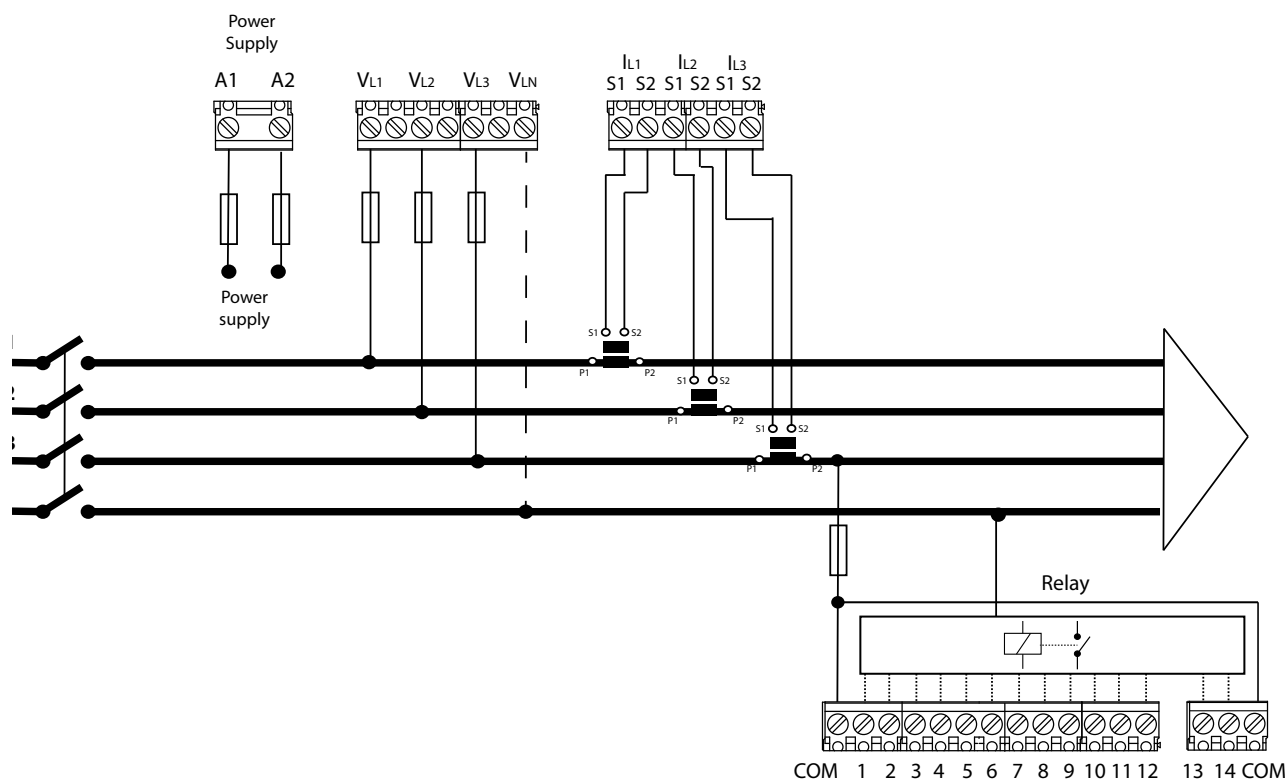 Power
Supply
A1 A2
VL1 VL2 VL3 VLN
IL1 IL2 IL3
S1 S2 S1 S2 S1 S2
Power
supply
S1 S2
P1 P2
S1 S2
P1 P2
S1 S2
P1 P2
Relay
COM 1 2 3 4 5 6 7 8 9 10 11 12 13 14 COM